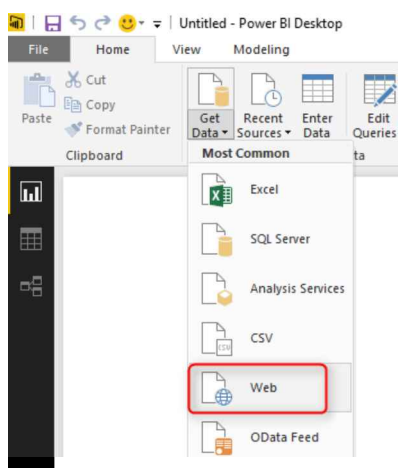 Untitled - Power BI Desktop
File Home View Modeling
Paste
Cut
Copy
Format Painter
Clipboard
Get Data
Recent Sources
Enter Data
Edit Queries
ta
Most Common
Excel
SQL Server
Analysis Services
CSV
Web
OData Feed